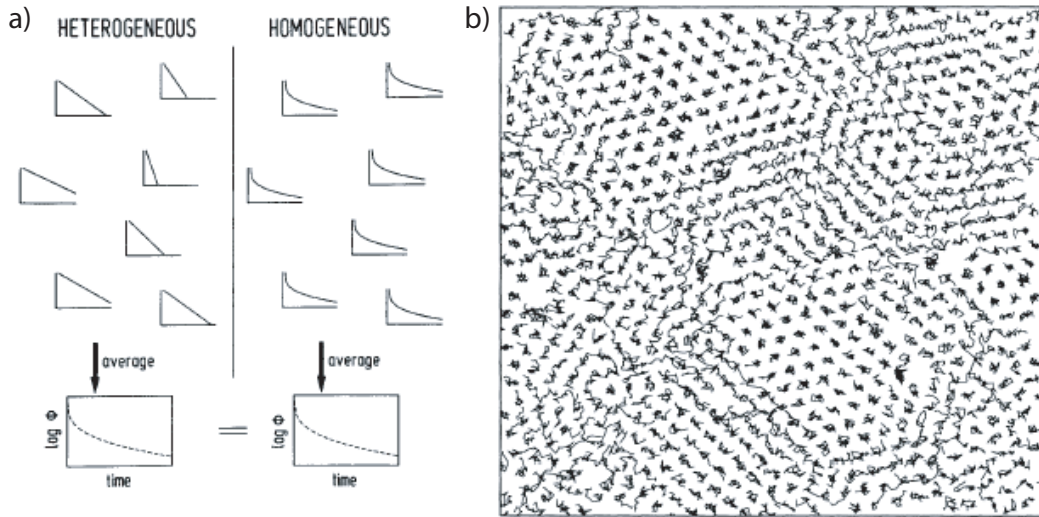 a)
HETEROGENEOUS
HOMOGENEOUS
b)
average
average
log Φ
=
log Φ
time
time